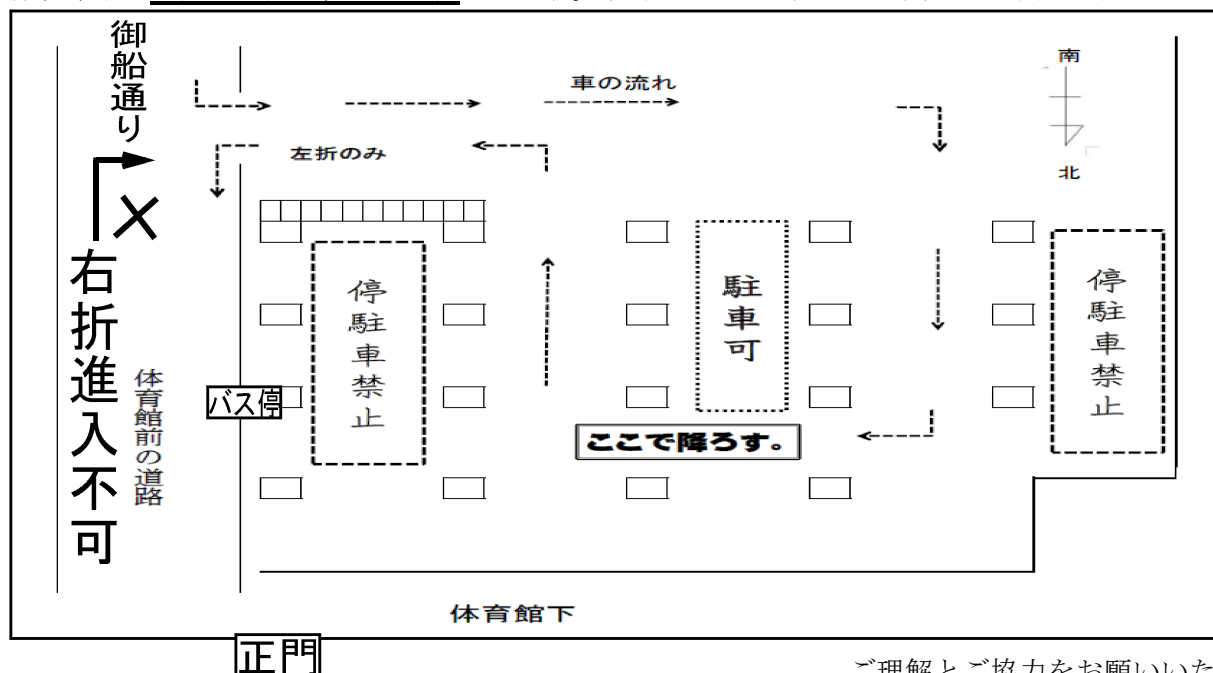 御船通り
右折進入不可
体育館前の道路
バス停
正門
車の流れ
左折のみ
停駐車禁止
駐車可
ここで降ろす。
停駐車禁止
南
北
体育館下
ご理解とご協力をお願いいた